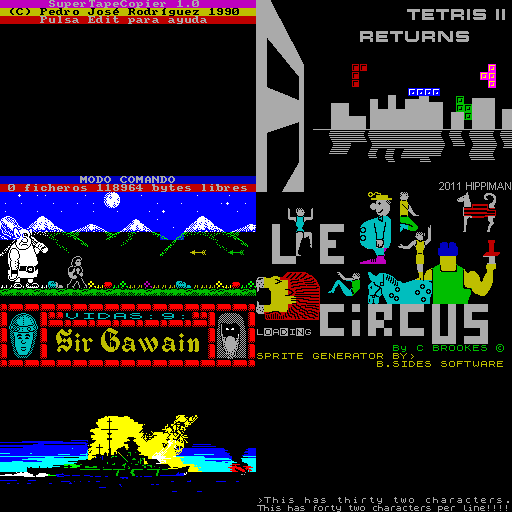 SuperTapeCopier 1.0
(C) Pedro José Rodríguez 1990
Pulsa Edit para ayuda
MODO COMANDO
0 ficheros 118964 bytes libres
TETRIS II
RETURNS
2011 HIPPIMAN
VIDAS:9:
Sir Gawain
LE
CiRCUS
LOADING
By C BROOKES ©
SPRITE GENERATOR BY>
B.SIDES SOFTWARE
>This has thirty two characters.
This has forty two characters per line!!!!